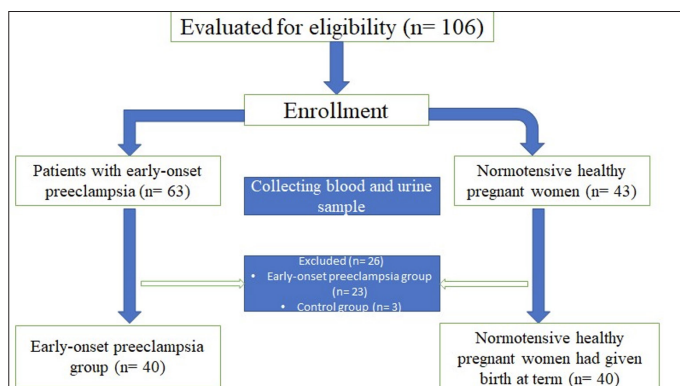 Evaluated for eligibility (n= 106)
Enrollment
Patients with early-onset
preeclampsia (n= 63)
Collecting blood and urine
sample
Normotensive healthy
pregnant women (n= 43)
Excluded (n= 26)
• Early-onset preeclampsia group
(n= 23)
• Control group (n= 3)
Early-onset preeclampsia
group (n= 40)
Normotensive healthy
pregnant women had given
birth at term (n= 40)